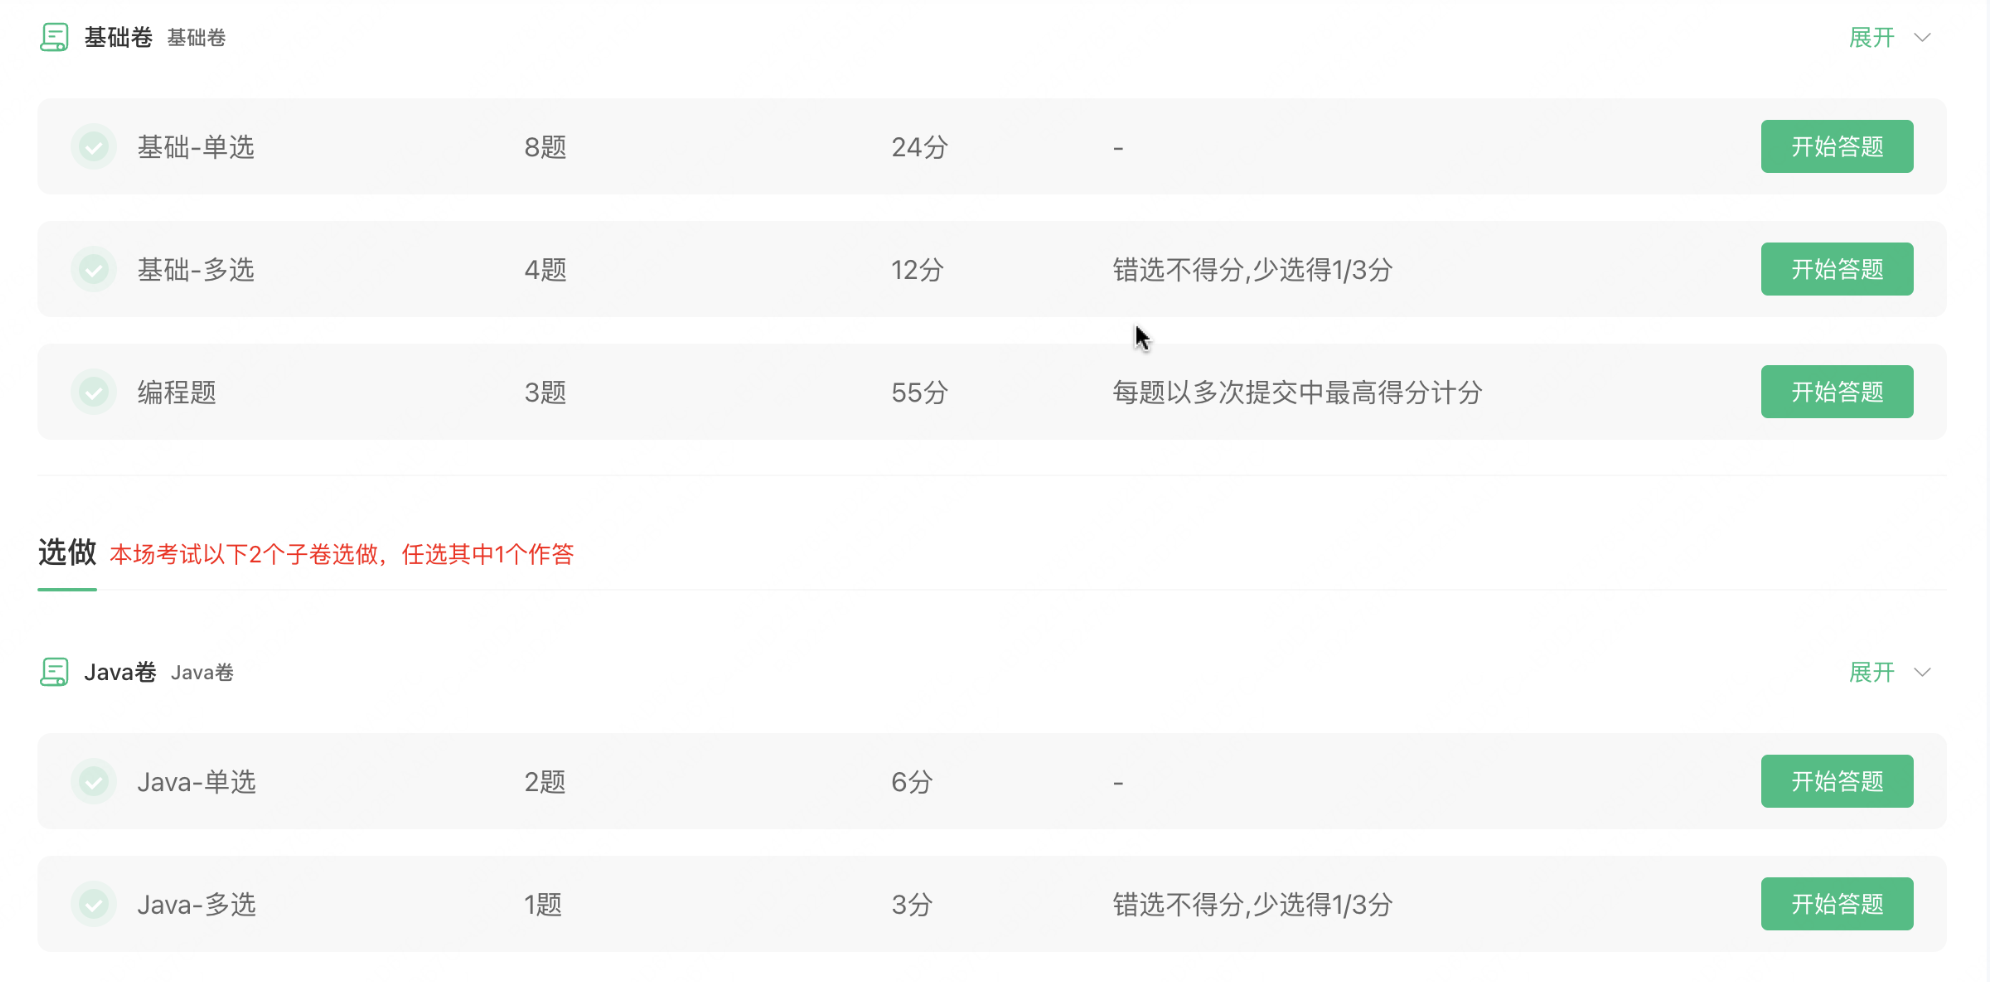 基础卷 基础卷 展开
基础-单选 8题 24分 - 开始答题
基础-多选 4题 12分 错选不得分,少选得1/3分 开始答题
编程题 3题 55分 每题以多次提交中最高得分计分 开始答题
选做 本场考试以下2个子卷选做，任选其中1个作答
Java卷 Java卷 展开
Java-单选 2题 6分 - 开始答题
Java-多选 1题 3分 错选不得分,少选得1/3分 开始答题